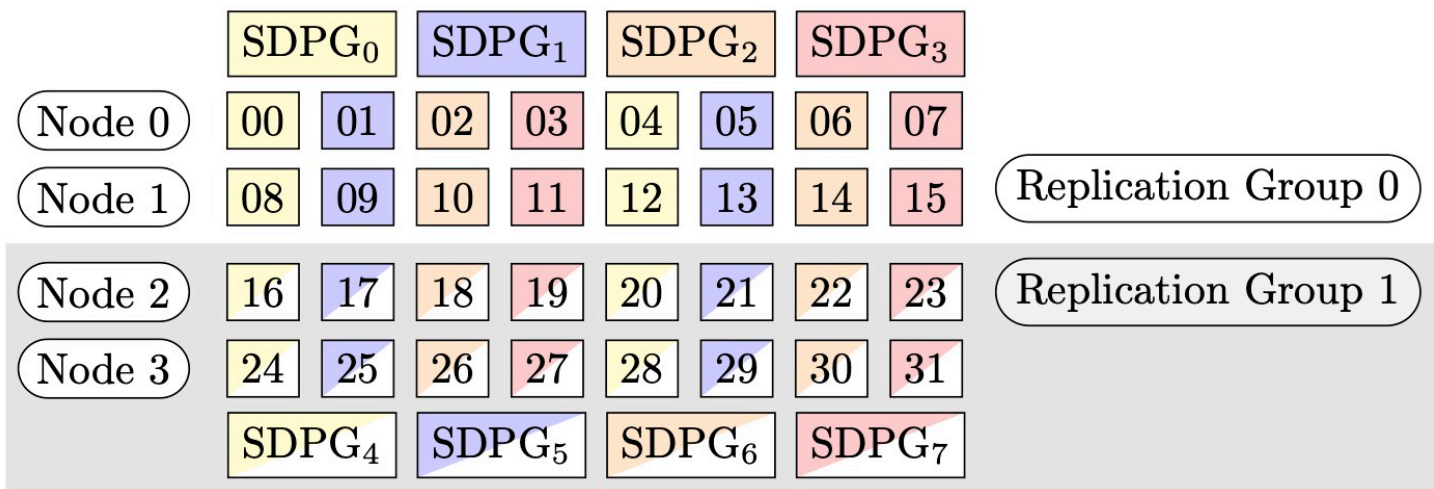 SDPG₀ SDPG₁ SDPG₂ SDPG₃
Node 0 00 01 02 03 04 05 06 07
Node 1 08 09 10 11 12 13 14 15 Replication Group 0
Node 2 16 17 18 19 20 21 22 23 Replication Group 1
Node 3 24 25 26 27 28 29 30 31
SDPG₄ SDPG₅ SDPG₆ SDPG₇